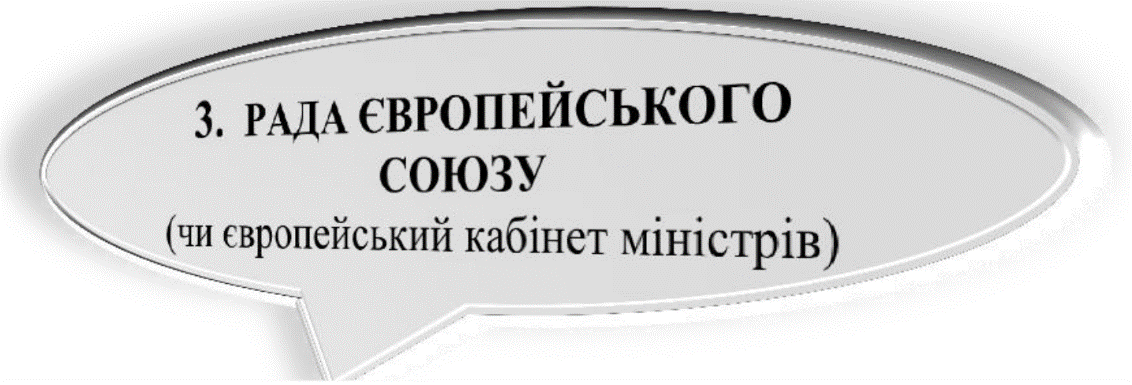 3. РАДА ЄВРОПЕЙСЬКОГО
СОЮЗУ
(чи європейський кабінет міністрів)